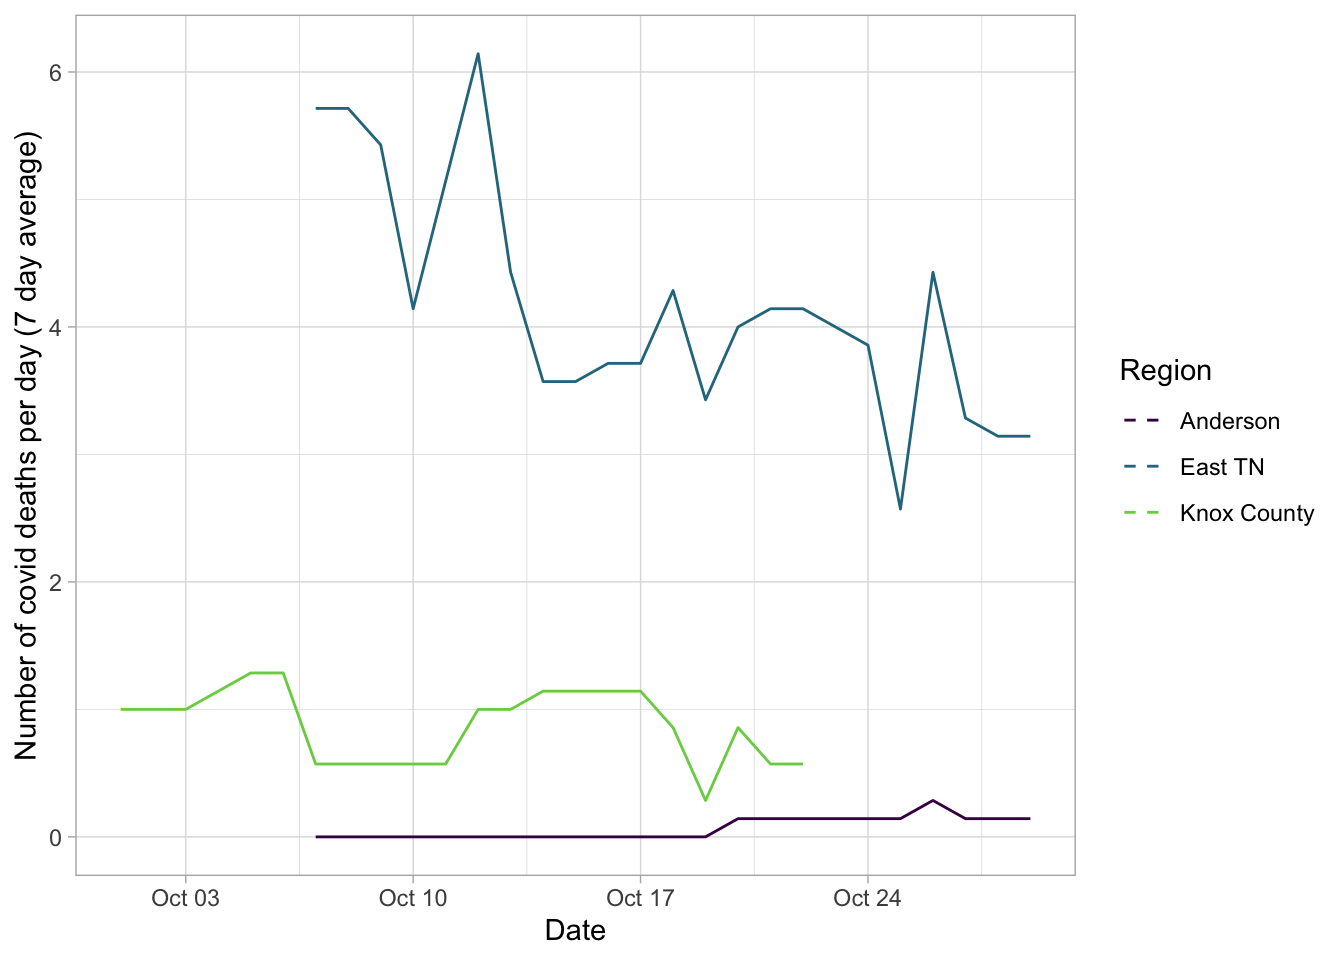 Number of covid deaths per day (7 day average)
6
4
2
0
Oct 03
Oct 10
Oct 17
Oct 24
Date
Region
Anderson
East TN
Knox County